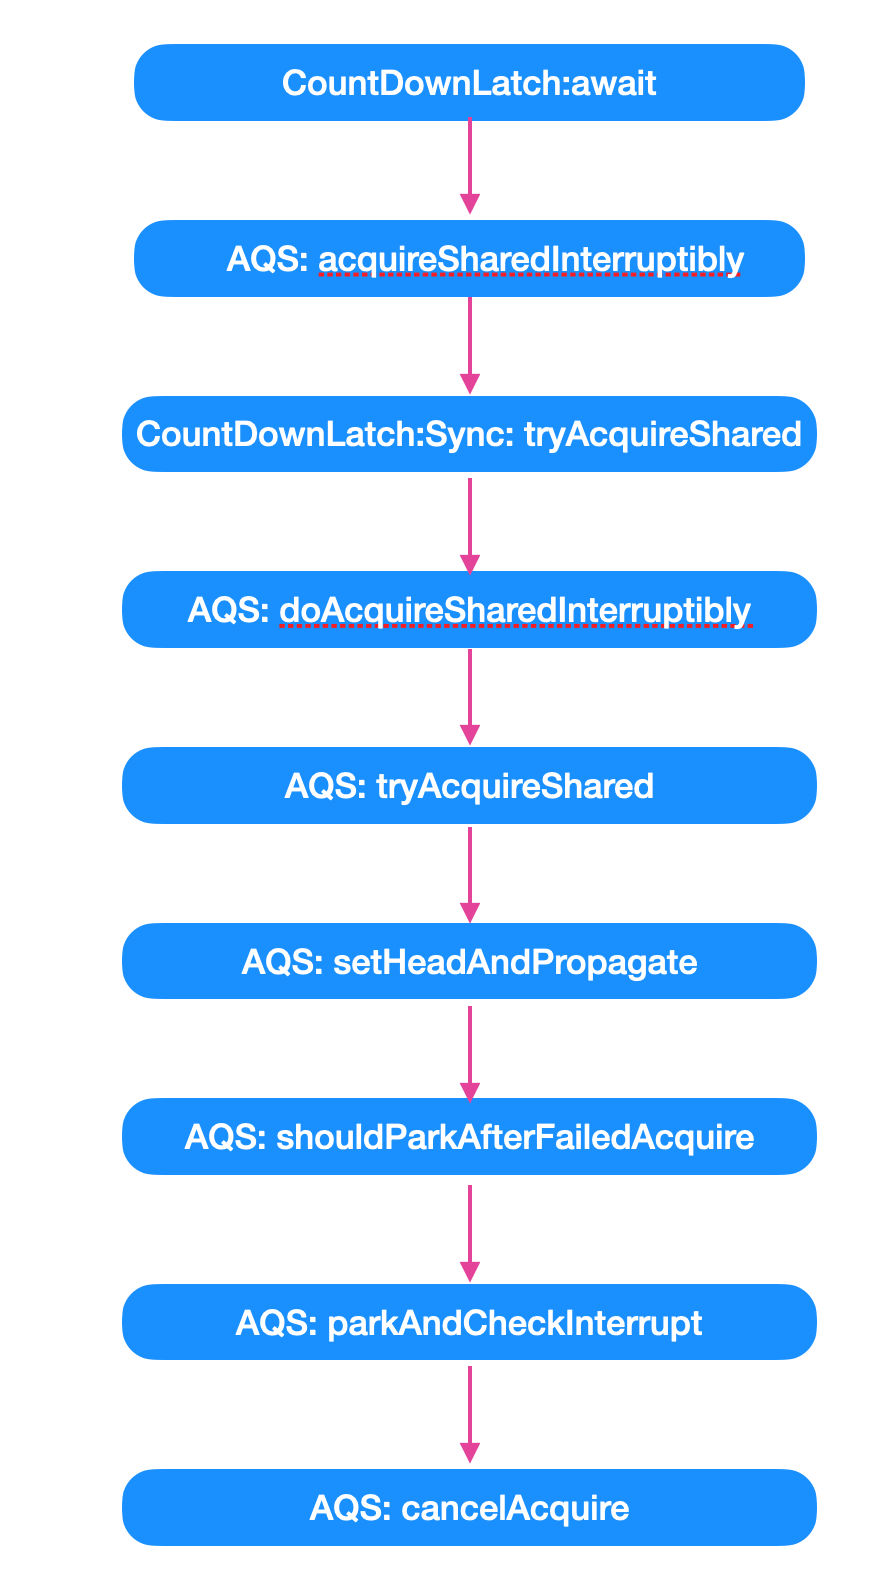 CountDownLatch:await
AQS: acquireSharedInterruptibly
CountDownLatch:Sync: tryAcquireShared
AQS: doAcquireSharedInterruptibly
AQS: tryAcquireShared
AQS: setHeadAndPropagate
AQS: shouldParkAfterFailedAcquire
AQS: parkAndCheckInterrupt
AQS: cancelAcquire